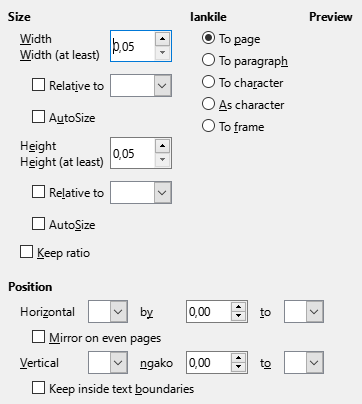 Size
Iankile
Preview
Width
Width (at least)
0,05
To page
To paragraph
Relative to
To character
AutoSize
As character
To frame
Height
Height (at least)
0,05
Relative to
AutoSize
Keep ratio
Position
Horizontal by 0,00 to
Mirror on even pages
Vertical ngako 0,00 to
Keep inside text boundaries